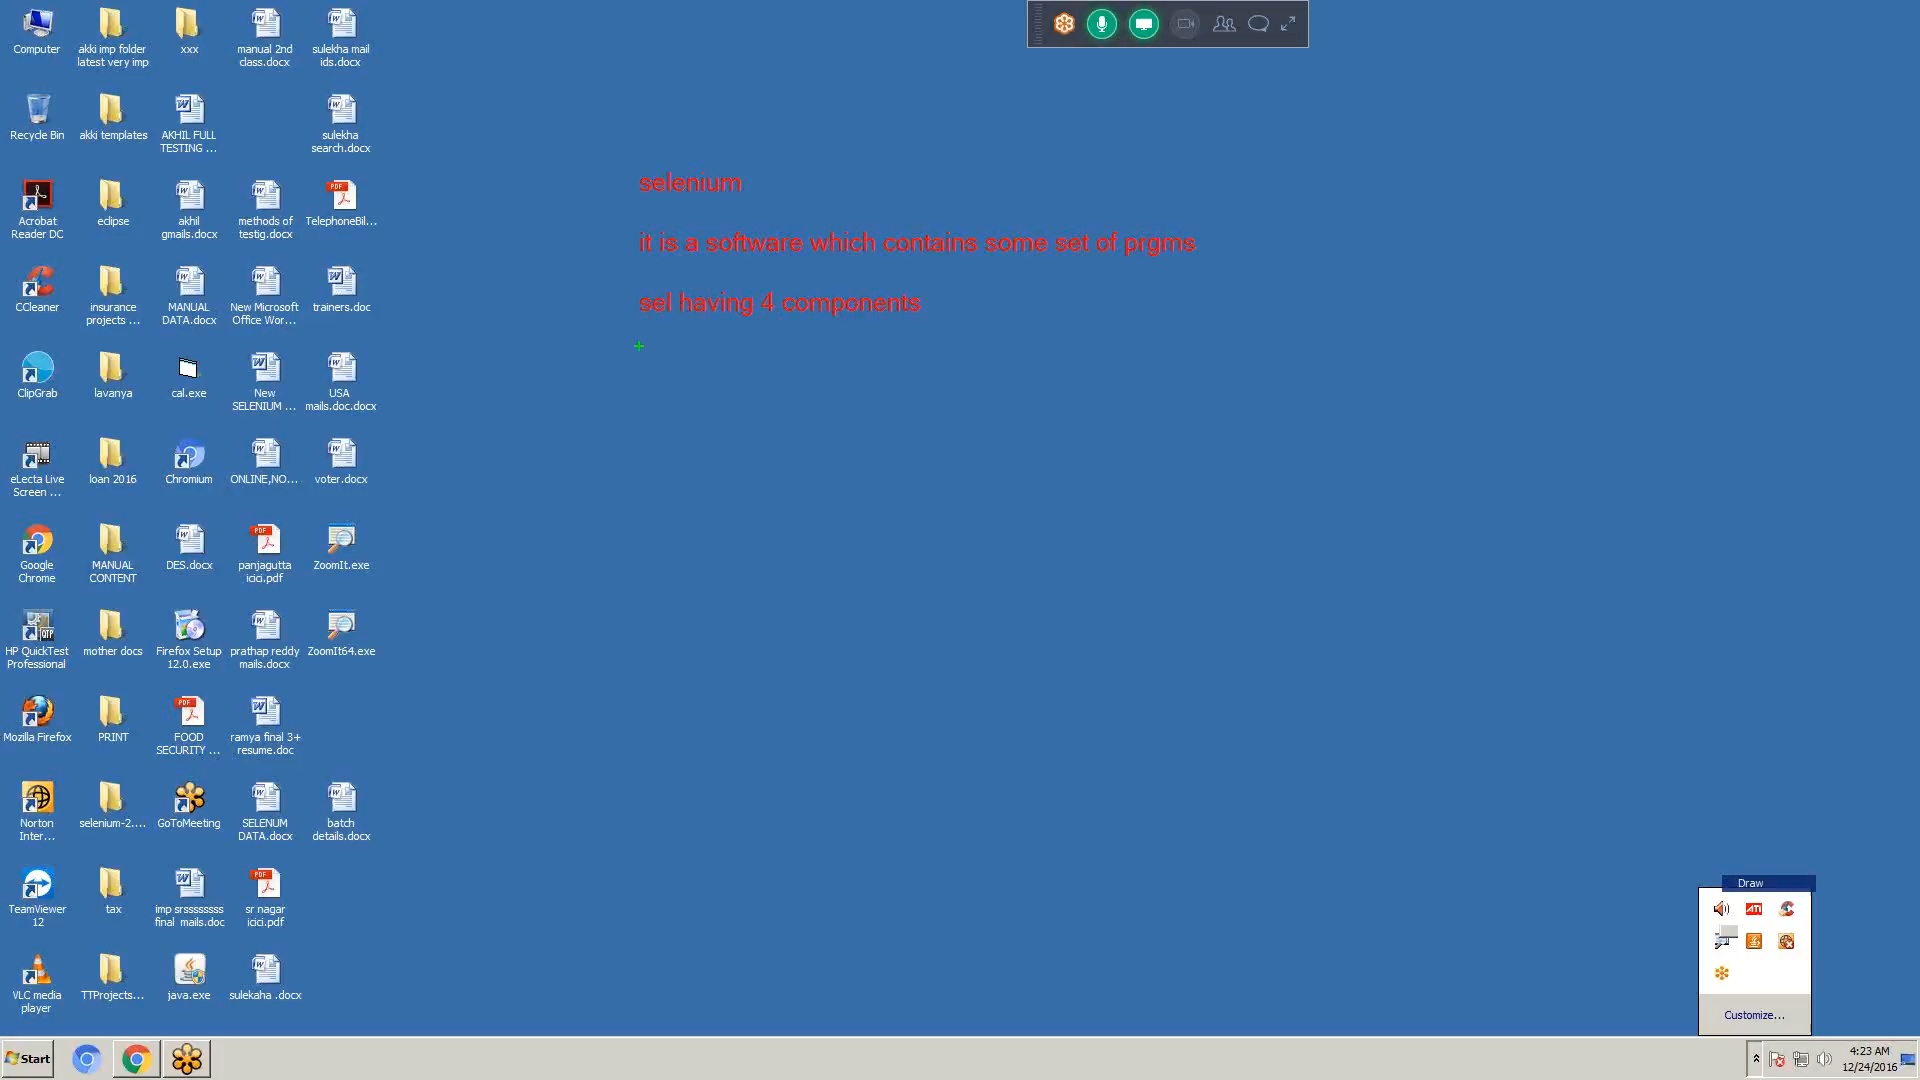 Computer
akki imp folder
latest very imp
xxx
manual 2nd
class.docx
sulekha mail
ids.docx
Recycle Bin
akki templates
AKHIL FULL
TESTING ...
sulekha
search.docx
selenium
Acrobat
Reader DC
eclipse
akhil
gmails.docx
methods of
testig.docx
TelephoneBil...
it is a software which contains some set of prgms
CCleaner
insurance
projects ...
MANUAL
DATA.docx
New Microsoft
Office Wor...
trainers.doc
sel having 4 components
ClipGrab
lavanya
cal.exe
New
SELENIUM ...
USA
mails.doc.docx
eLecta Live
Screen ...
loan 2016
Chromium
ONLINE,NO...
voter.docx
Google
Chrome
MANUAL
CONTENT
DES.docx
panjagutta
icici.pdf
ZoomIt.exe
HP QuickTest
Professional
mother docs
Firefox Setup
12.0.exe
prathap reddy
mails.docx
ZoomIt64.exe
Mozilla Firefox
PRINT
FOOD
SECURITY ...
ramya final 3+
resume.doc
Norton
Inter...
selenium-2....
GoToMeeting
SELENUM
DATA.docx
batch
details.docx
TeamViewer
12
tax
imp srssssssss
final mails.doc
sr nagar
icici.pdf
VLC media
player
TTProjects...
java.exe
sulekaha .docx
Draw
ATI
Customize...
Start
4:23 AM
12/24/2016